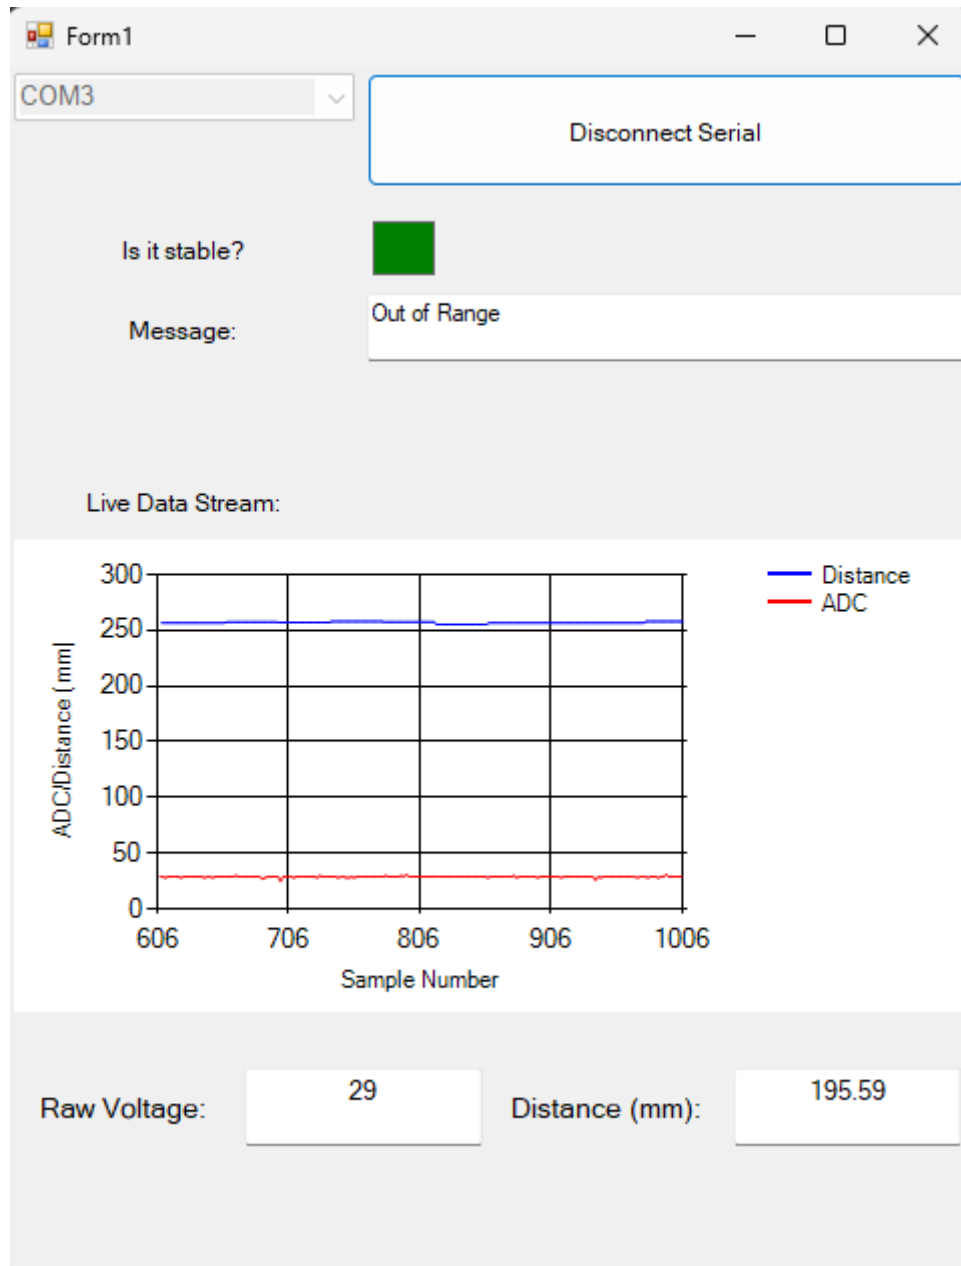 Form1
COM3
Disconnect Serial
Is it stable?
Message:
Out of Range
Live Data Stream:
300
250
200
150
100
50
0
ADC/Distance (mm)
606 706 806 906 1006
Sample Number
Distance
ADC
Raw Voltage:
29
Distance (mm):
195.59